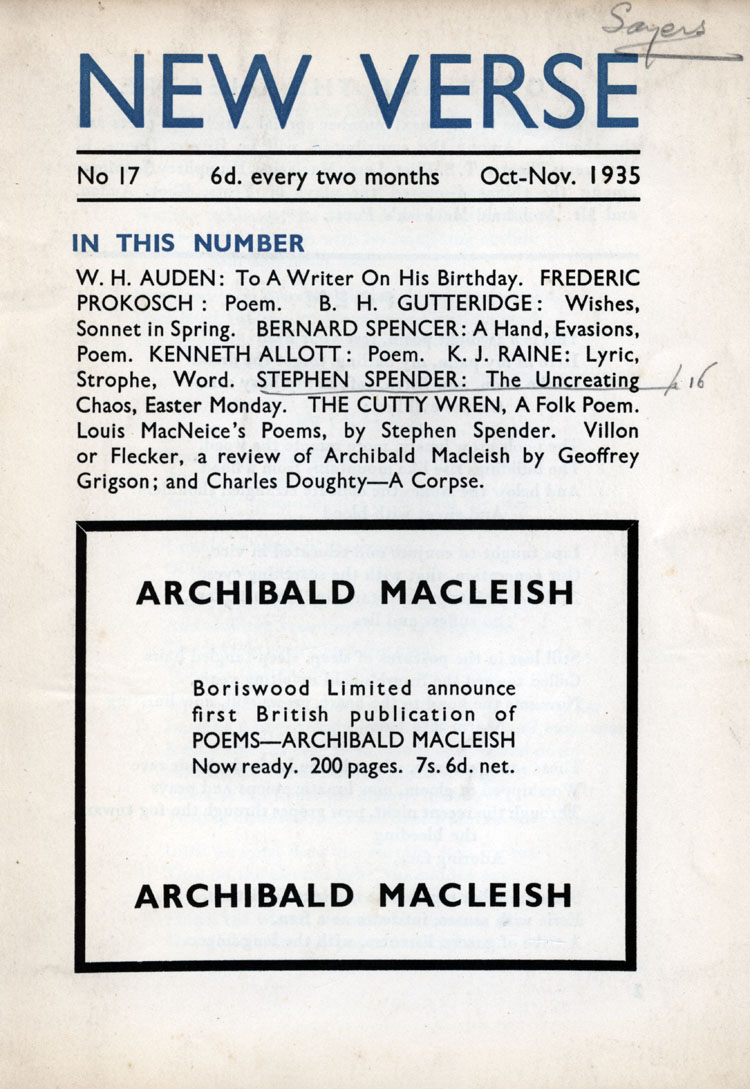 Sayers
NEW VERSE
No 17 6d. every two months Oct-Nov. 1935
IN THIS NUMBER
W. H. AUDEN: To A Writer On His Birthday. FREDERIC
PROKOSCH : Poem. B. H. GUTTERIDGE: Wishes,
Sonnet in Spring. BERNARD SPENCER: A Hand, Evasions,
Poem. KENNETH ALLOTT: Poem. K. J. RAINE: Lyric,
Strophe, Word. STEPHEN SPENDER: The Uncreating p 16
Chaos, Easter Monday. THE CUTTY WREN, A Folk Poem.
Louis MacNeice's Poems, by Stephen Spender. Villon
or Flecker, a review of Archibald Macleish by Geoffrey
Grigson; and Charles Doughty—A Corpse.
ARCHIBALD MACLEISH
Boriswood Limited announce
first British publication of
POEMS—ARCHIBALD MACLEISH
Now ready. 200 pages. 7s. 6d. net.
ARCHIBALD MACLEISH